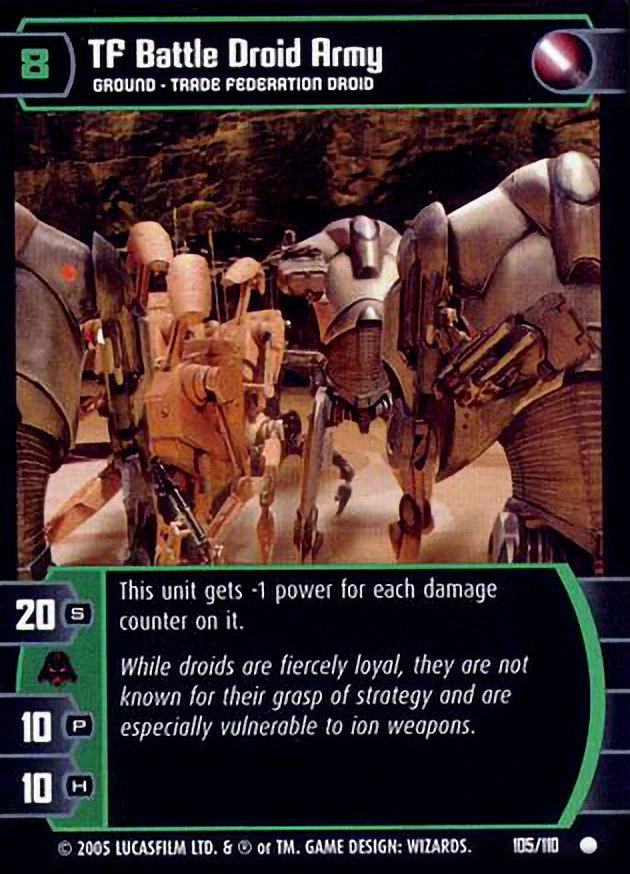 8
TF Battle Droid Army
GROUND · TRADE FEDERATION DROID
This unit gets -1 power for each damage
counter on it.
While droids are fiercely loyal, they are not
known for their grasp of strategy and are
especially vulnerable to ion weapons.
20 S
10 P
10 H
© 2005 LUCASFILM LTD. & ® or TM. GAME DESIGN: WIZARDS.
105/110